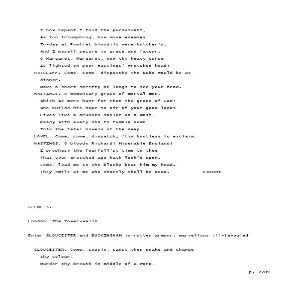 I now repent I told the pursuivant,
As too triumphing, how mine enemies
To-day at Pomfret bloodily were butcher'd,
And I myself secure in grace and favour.
O Margaret, Margaret, now thy heavy curse
Is lighted on poor Hastings' wretched head!
RATCLIFF. Come, come, dispatch; the Duke would be at
dinner.
Make a short shrift; he longs to see your head.
HASTINGS. O momentary grace of mortal men,
Which we more hunt for than the grace of God!
Who builds his hope in air of your good looks
Lives like a drunken sailor on a mast,
Ready with every nod to tumble down
Into the fatal bowels of the deep.
LOVEL. Come, come, dispatch; 'tis bootless to exclaim.
HASTINGS. O bloody Richard! Miserable England!
I prophesy the fearfull'st time to thee
That ever wretched age hath look'd upon.
Come, lead me to the block; bear him my head.
They smile at me who shortly shall be dead. Exeunt
SCENE 5.
London. The Tower-walls
Enter GLOUCESTER and BUCKINGHAM in rotten armour, marvellous ill-favoured
GLOUCESTER. Come, cousin, canst thou quake and change
thy colour,
Murder thy breath in middle of a word,